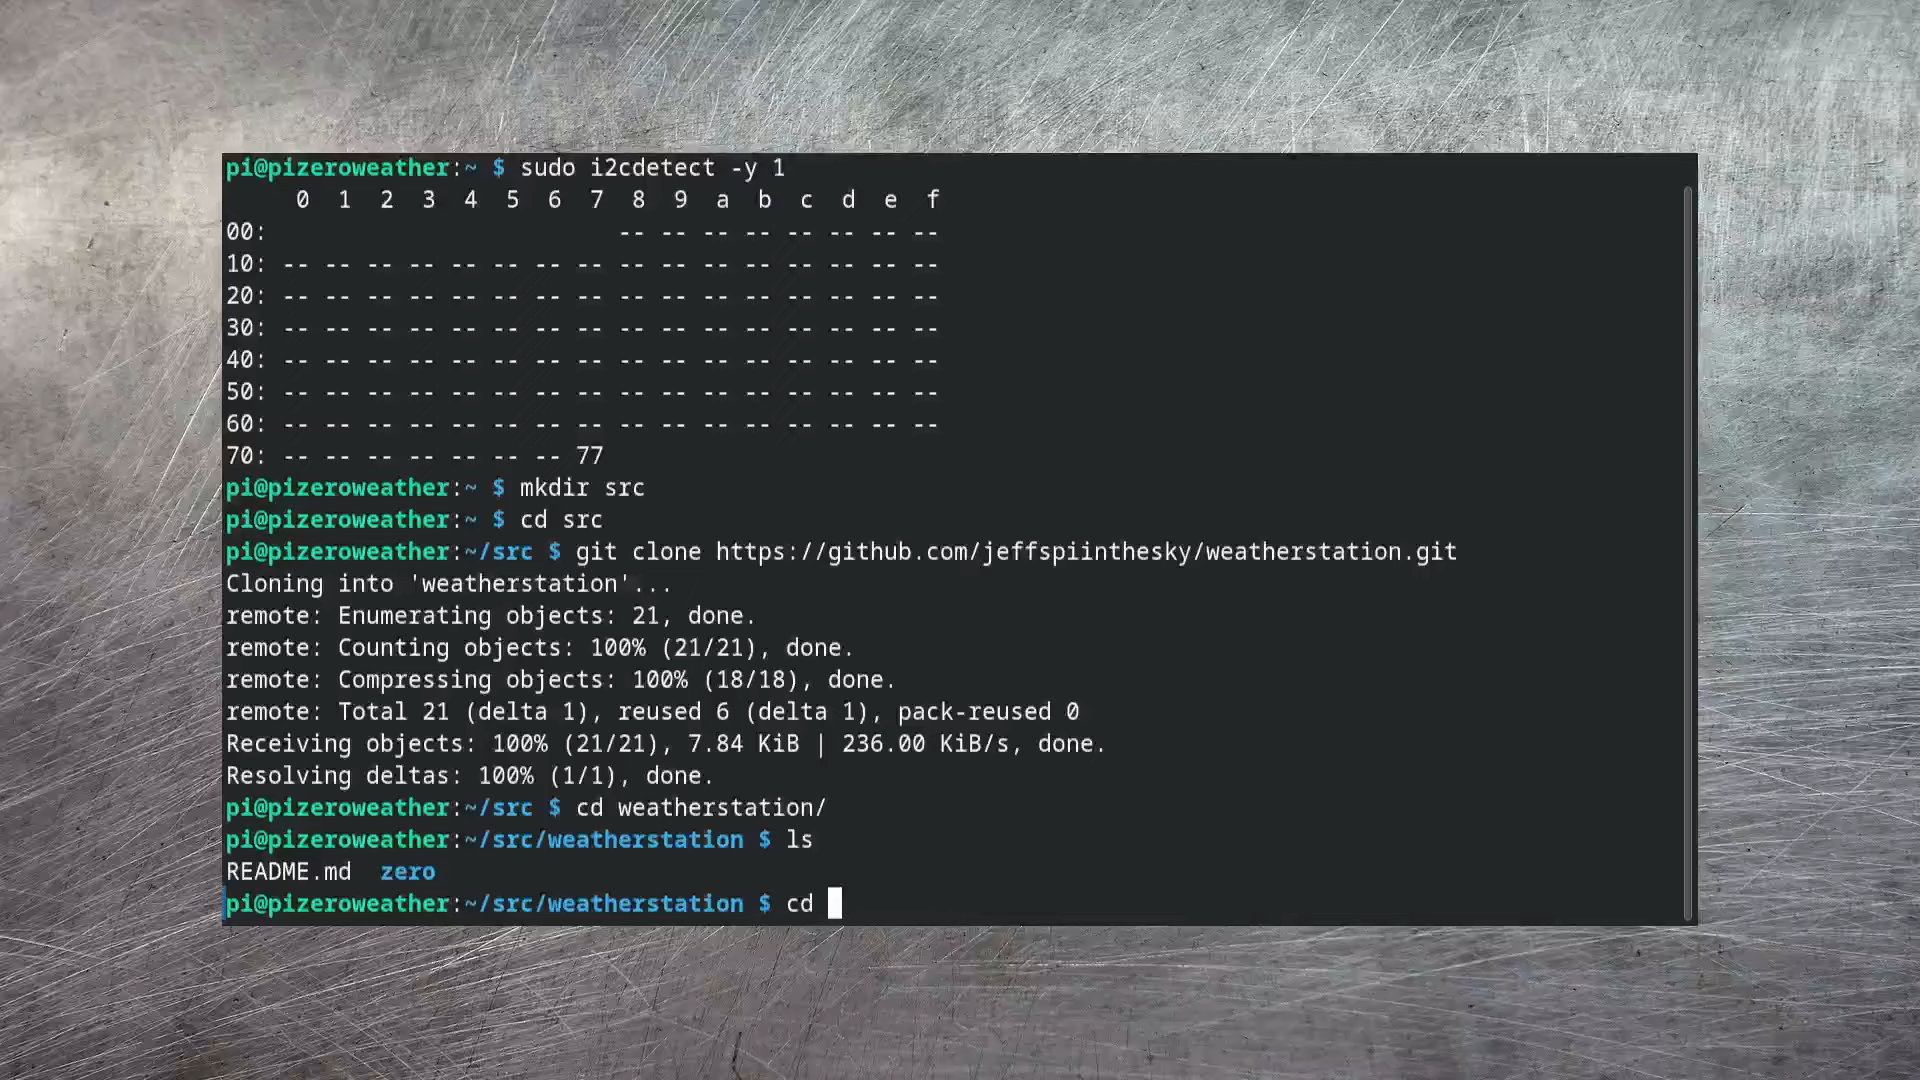 pi@pizeroweather:~ $ sudo i2cdetect -y 1
     0  1  2  3  4  5  6  7  8  9  a  b  c  d  e  f
00:                         -- -- -- -- -- -- -- --
10: -- -- -- -- -- -- -- -- -- -- -- -- -- -- -- --
20: -- -- -- -- -- -- -- -- -- -- -- -- -- -- -- --
30: -- -- -- -- -- -- -- -- -- -- -- -- -- -- -- --
40: -- -- -- -- -- -- -- -- -- -- -- -- -- -- -- --
50: -- -- -- -- -- -- -- -- -- -- -- -- -- -- -- --
60: -- -- -- -- -- -- -- -- -- -- -- -- -- -- -- --
70: -- -- -- -- -- -- -- 77
pi@pizeroweather:~ $ mkdir src
pi@pizeroweather:~ $ cd src
pi@pizeroweather:~/src $ git clone https://github.com/jeffspiinthesky/weatherstation.git
Cloning into 'weatherstation'...
remote: Enumerating objects: 21, done.
remote: Counting objects: 100% (21/21), done.
remote: Compressing objects: 100% (18/18), done.
remote: Total 21 (delta 1), reused 6 (delta 1), pack-reused 0
Receiving objects: 100% (21/21), 7.84 KiB | 236.00 KiB/s, done.
Resolving deltas: 100% (1/1), done.
pi@pizeroweather:~/src $ cd weatherstation/
pi@pizeroweather:~/src/weatherstation $ ls
README.md  zero
pi@pizeroweather:~/src/weatherstation $ cd